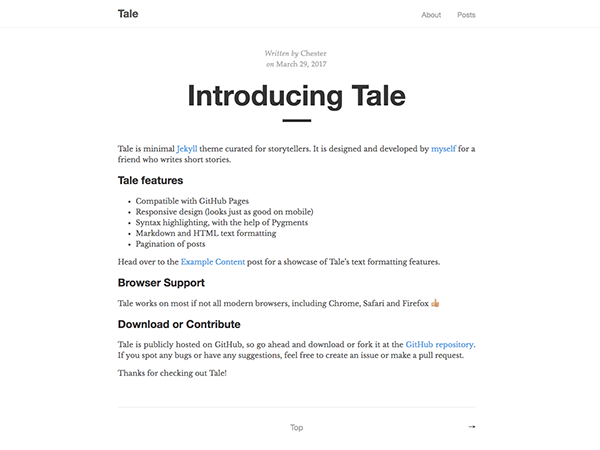 Tale
About Posts
Written by Chester
on March 29, 2017
Introducing Tale
Tale is minimal Jekyll theme curated for storytellers. It is designed and developed by myself for a
friend who writes short stories.
Tale features
• Compatible with GitHub Pages
• Responsive design (looks just as good on mobile)
• Syntax highlighting, with the help of Pygments
• Markdown and HTML text formatting
• Pagination of posts
Head over to the Example Content post for a showcase of Tale's text formatting features.
Browser Support
Tale works on most if not all modern browsers, including Chrome, Safari and Firefox 👍🏼
Download or Contribute
Tale is publicly hosted on GitHub, so go ahead and download or fork it at the GitHub repository.
If you spot any bugs or have any suggestions, feel free to create an issue or make a pull request.
Thanks for checking out Tale!
Top →